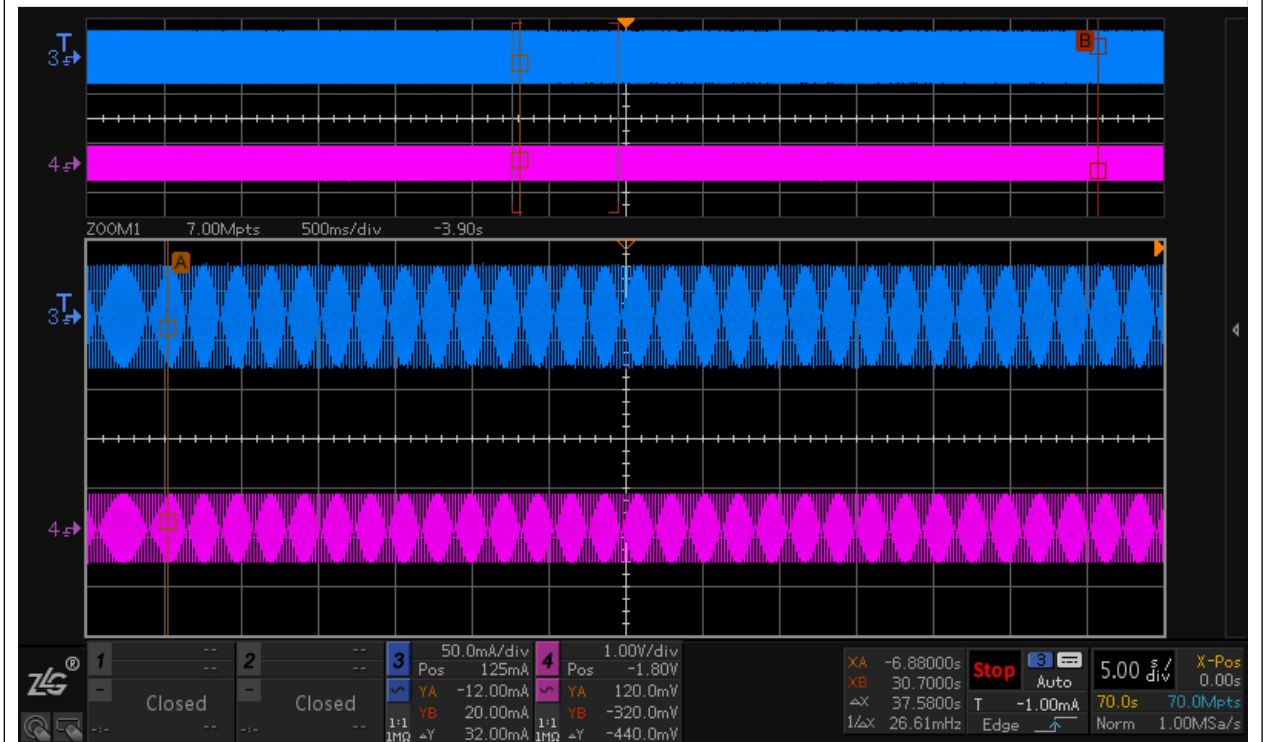 T
3
B
4
ZOOM1 7.00Mpts 500ms/div -3.90s
A
T
3
4
ZLG®
1 -- -- - Closed -:- --
2 -- -- - Closed -:- --
3 50.0mA/div
Pos 125mA
YA -12.00mA
YB 20.00mA
1:1 1MΩ △Y 32.00mA
4 1.00V/div
Pos -1.80V
YA 120.0mV
YB -320.0mV
1:1 1MΩ △Y -440.0mV
XA -6.88000s
XB 30.7000s
△X 37.5800s
1/△X 26.61mHz
Stop 3 Auto
T -1.00mA
Edge
5.00 s/div X-Pos 0.00s
70.0s 70.0Mpts
Norm 1.00MSa/s